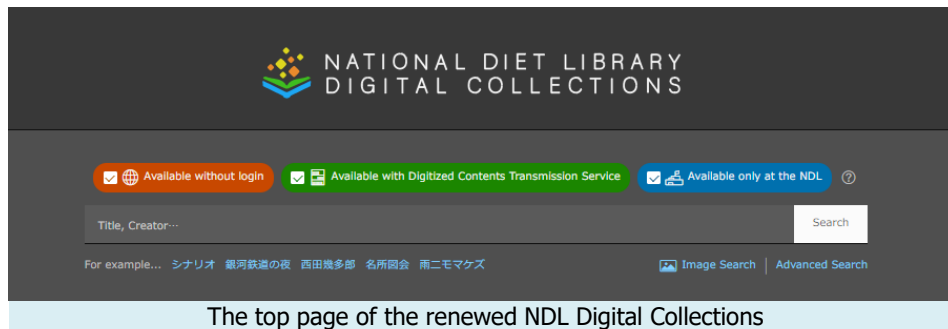 NATIONAL DIET LIBRARY
DIGITAL COLLECTIONS
Available without login Available with Digitized Contents Transmission Service Available only at the NDL ?
Title, Creator… Search
For example... シナリオ 銀河鉄道の夜 西田幾多郎 名所図会 雨ニモマケズ Image Search | Advanced Search
The top page of the renewed NDL Digital Collections